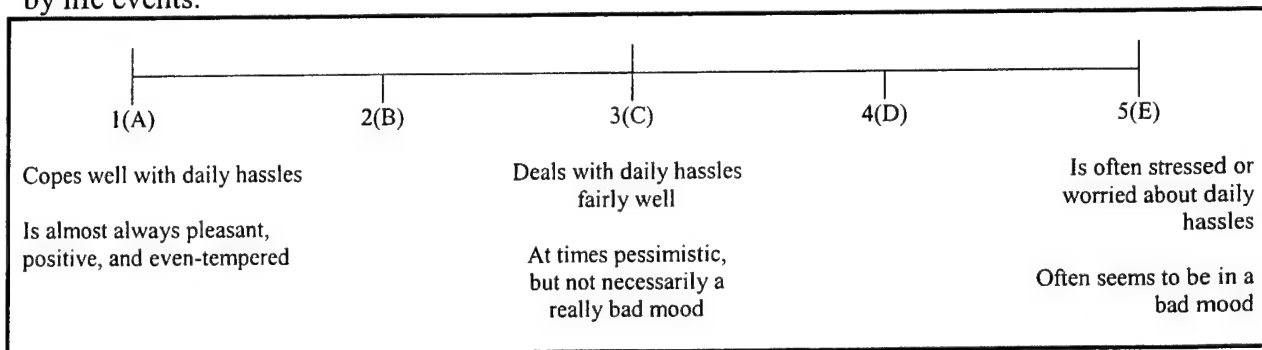 by life events.
1(A) 2(B) 3(C) 4(D) 5(E)
Copes well with daily hassles
Is almost always pleasant,
positive, and even-tempered
Deals with daily hassles
fairly well
At times pessimistic,
but not necessarily a
really bad mood
Is often stressed or
worried about daily
hassles
Often seems to be in a
bad mood